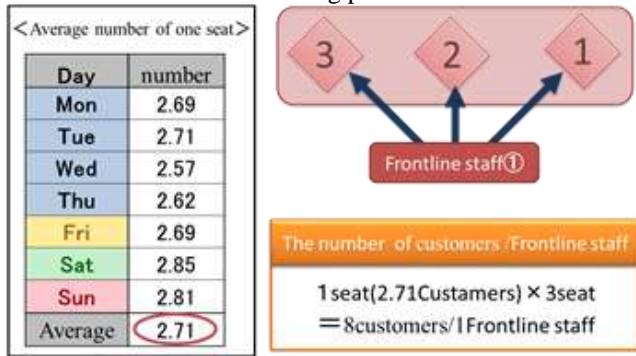 <Average number of one seat>
Day number
Mon 2.69
Tue 2.71
Wed 2.57
Thu 2.62
Fri 2.69
Sat 2.85
Sun 2.81
Average 2.71
3 2 1
Frontline staff①
The number of customers /Frontline staff
1seat(2.71Custamers) × 3seat
＝8customers/1Frontline staff